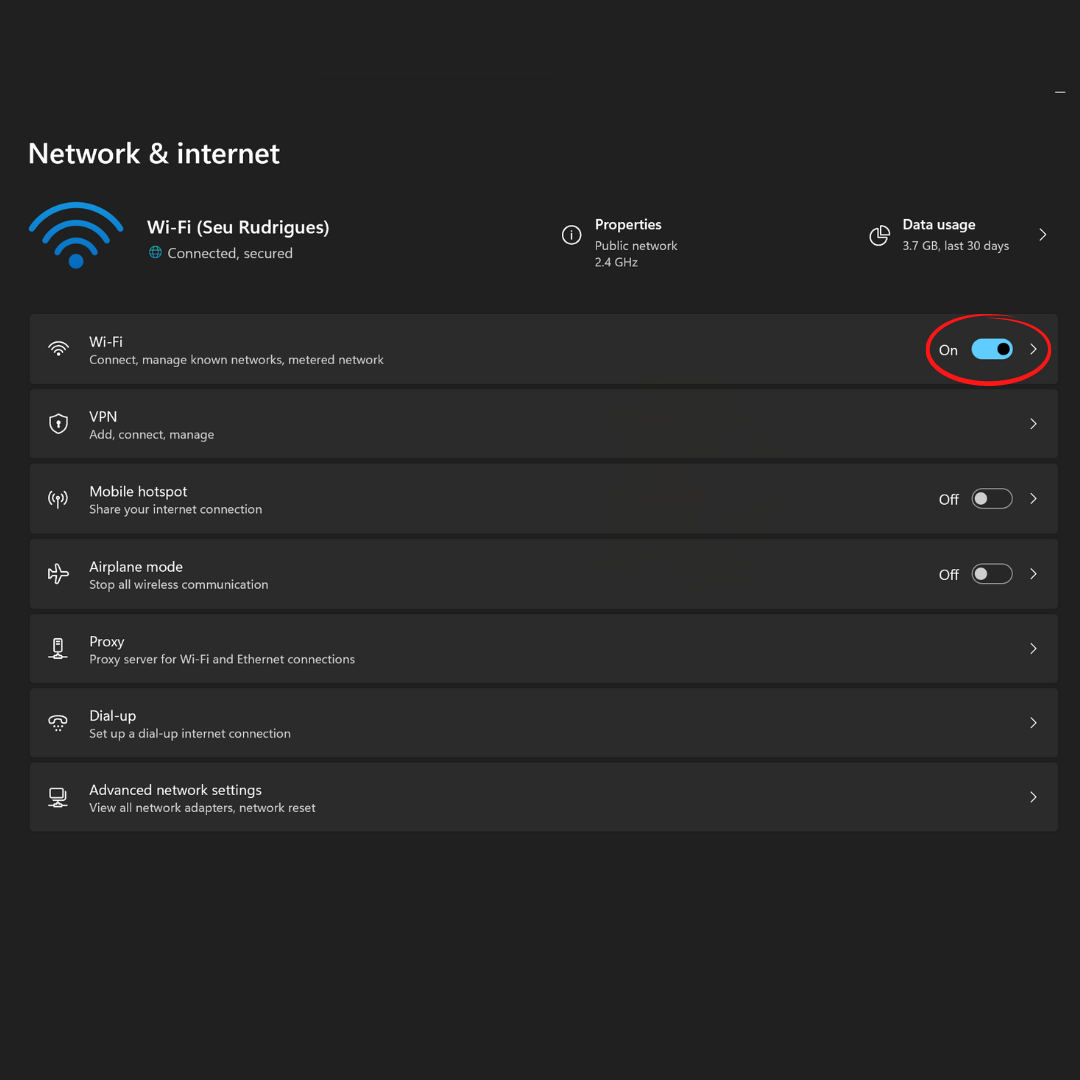 Network & internet
Wi-Fi (Seu Rudrigues)
Connected, secured
Properties
Public network
2.4 GHz
Data usage
3.7 GB, last 30 days
Wi-Fi
Connect, manage known networks, metered network
On
VPN
Add, connect, manage
Mobile hotspot
Share your internet connection
Off
Airplane mode
Stop all wireless communication
Off
Proxy
Proxy server for Wi-Fi and Ethernet connections
Dial-up
Set up a dial-up internet connection
Advanced network settings
View all network adapters, network reset